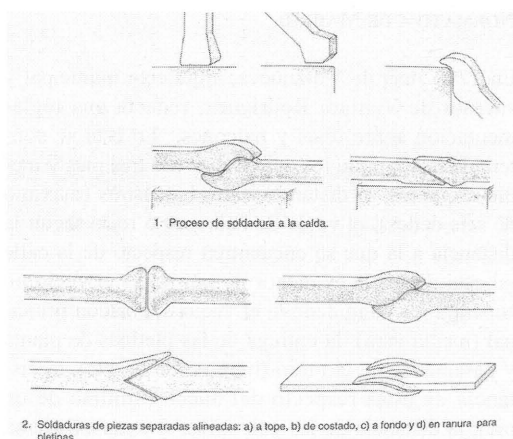 1. Proceso de soldadura a la calda.
2. Soldaduras de piezas separadas alineadas: a) a tope, b) de costado, c) a fondo y d) en ranura para
pletinas.